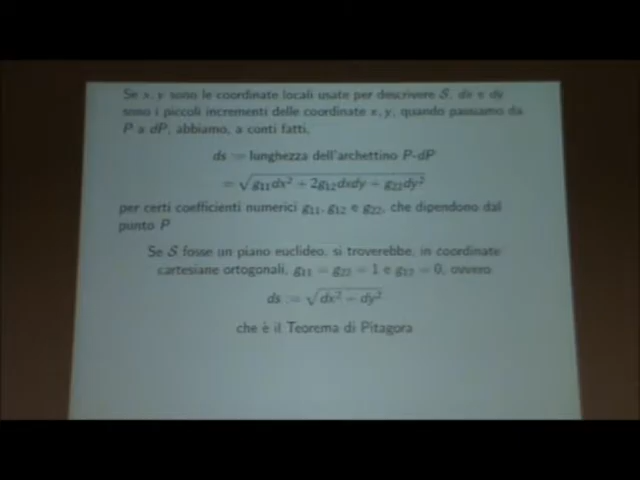 Se x, y sono le coordinate locali usate per descrivere S, dx e dy
sono i piccoli incrementi delle coordinate x, y, quando passiamo da
P a dP, abbiamo, a conti fatti,
ds := lunghezza dell'archettino P-dP
= √g₁₁dx² + 2g₁₂dxdy + g₂₂dy²
per certi coefficienti numerici g₁₁, g₁₂ e g₂₂, che dipendono dal
punto P
Se S fosse un piano euclideo, si troverebbe, in coordinate
cartesiane ortogonali, g₁₁ = g₂₂ = 1 e g₁₂ = 0, ovvero
ds := √dx² + dy²
che è il Teorema di Pitagora